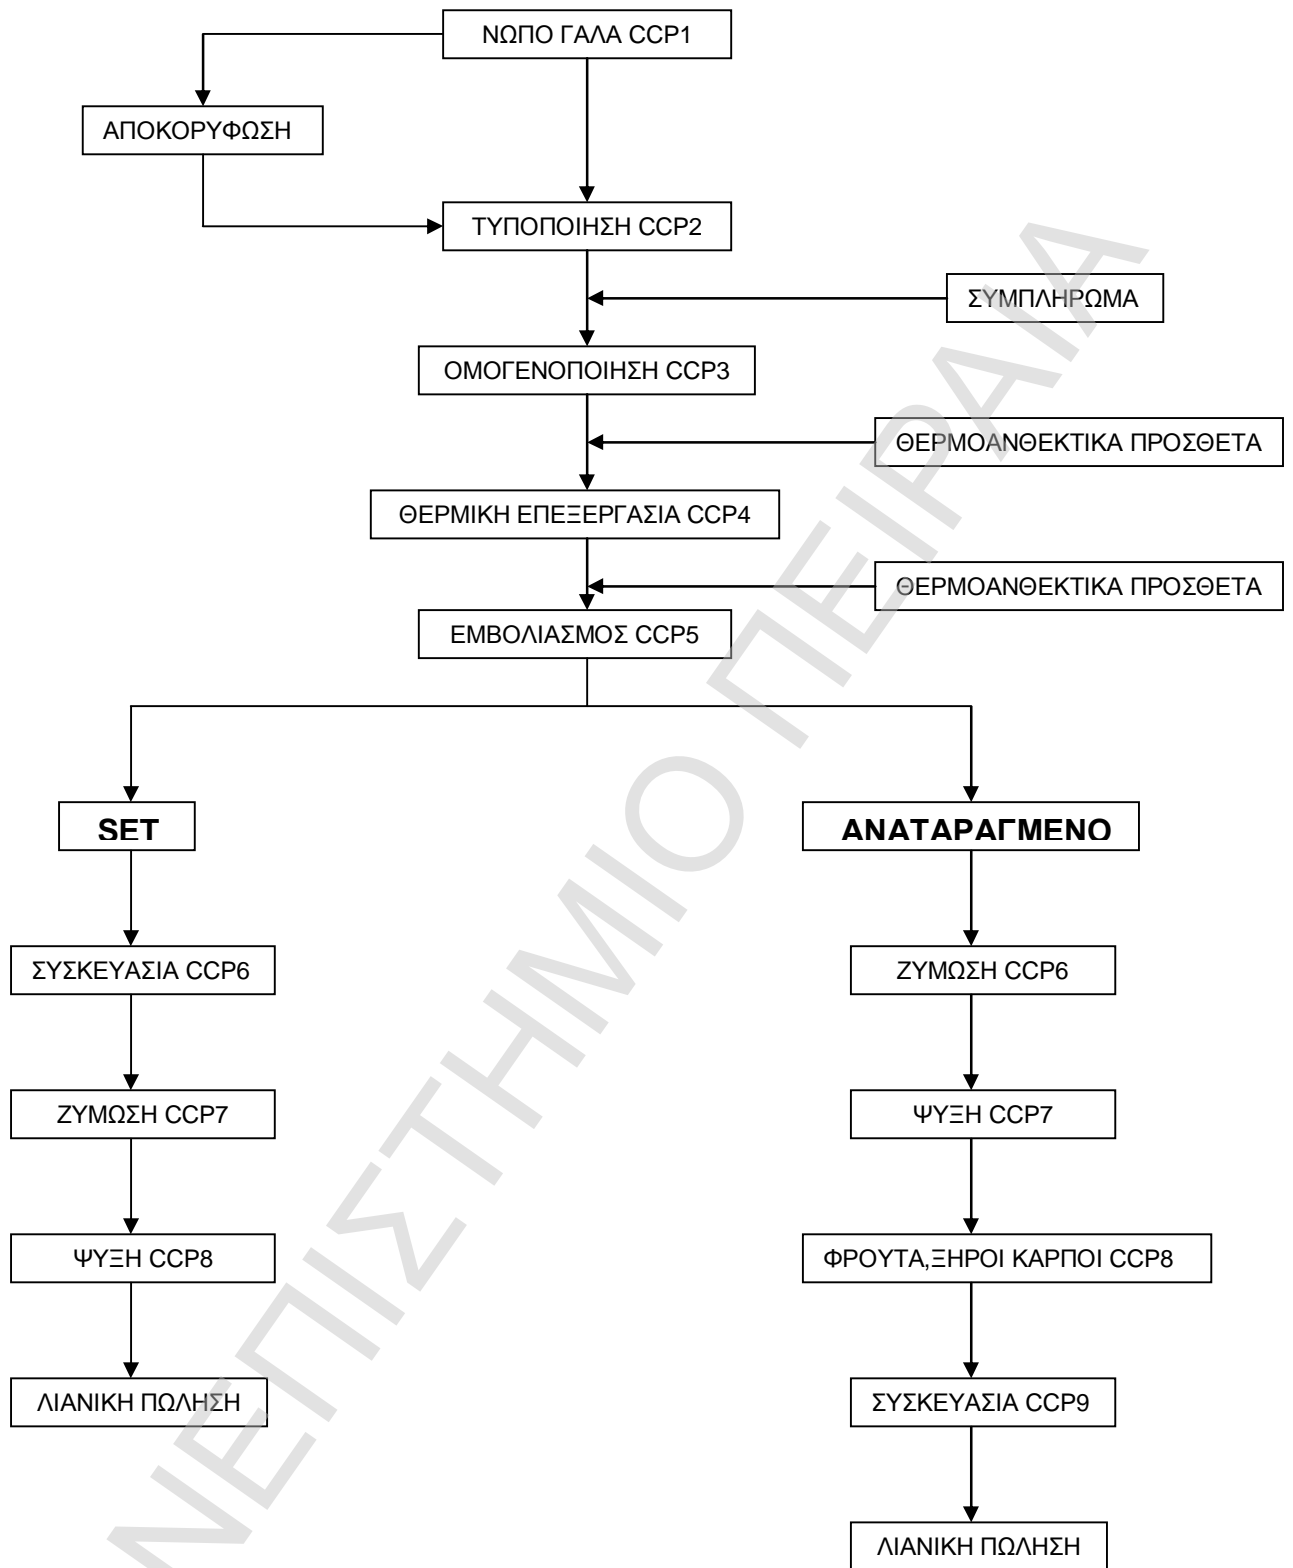 ΝΩΠΟ ΓΑΛΑ CCP1
ΑΠΟΚΟΡΥΦΩΣΗ
ΤΥΠΟΠΟΙΗΣΗ CCP2
ΣΥΜΠΛΗΡΩΜΑ
ΟΜΟΓΕΝΟΠΟΙΗΣΗ CCP3
ΘΕΡΜΟΑΝΘΕΚΤΙΚΑ ΠΡΟΣΘΕΤΑ
ΘΕΡΜΙΚΗ ΕΠΕΞΕΡΓΑΣΙΑ CCP4
ΘΕΡΜΟΑΝΘΕΚΤΙΚΑ ΠΡΟΣΘΕΤΑ
ΕΜΒΟΛΙΑΣΜΟΣ CCP5
SET
ΑΝΑΤΑΡΑΓΜΕΝΟ
ΣΥΣΚΕΥΑΣΙΑ CCP6
ΖΥΜΩΣΗ CCP6
ΖΥΜΩΣΗ CCP7
ΨΥΞΗ CCP7
ΨΥΞΗ CCP8
ΦΡΟΥΤΑ,ΞΗΡΟΙ ΚΑΡΠΟΙ CCP8
ΛΙΑΝΙΚΗ ΠΩΛΗΣΗ
ΣΥΣΚΕΥΑΣΙΑ CCP9
ΛΙΑΝΙΚΗ ΠΩΛΗΣΗ
ΝΕΠΙΣΤΗΜΙΟ ΠΕΙΡΑΙΑ